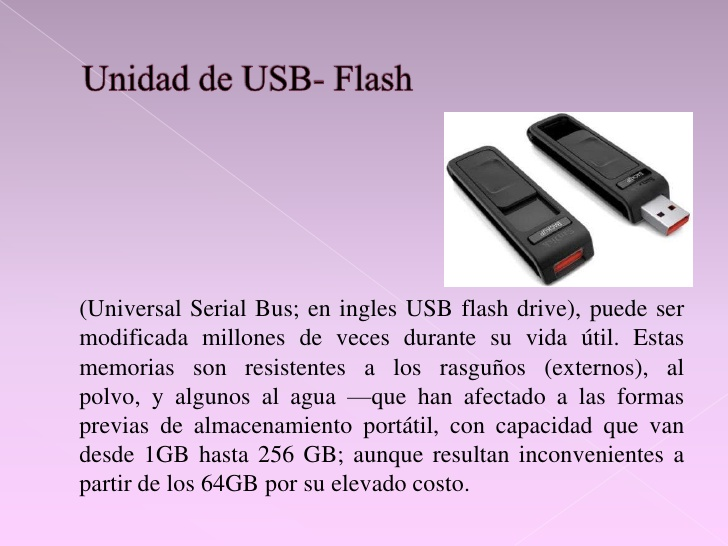 Unidad de USB- Flash
BACKUP
BACKUP
(Universal Serial Bus; en ingles USB flash drive), puede ser
modificada millones de veces durante su vida útil. Estas
memorias son resistentes a los rasguños (externos), al
polvo, y algunos al agua —que han afectado a las formas
previas de almacenamiento portátil, con capacidad que van
desde 1GB hasta 256 GB; aunque resultan inconvenientes a
partir de los 64GB por su elevado costo.